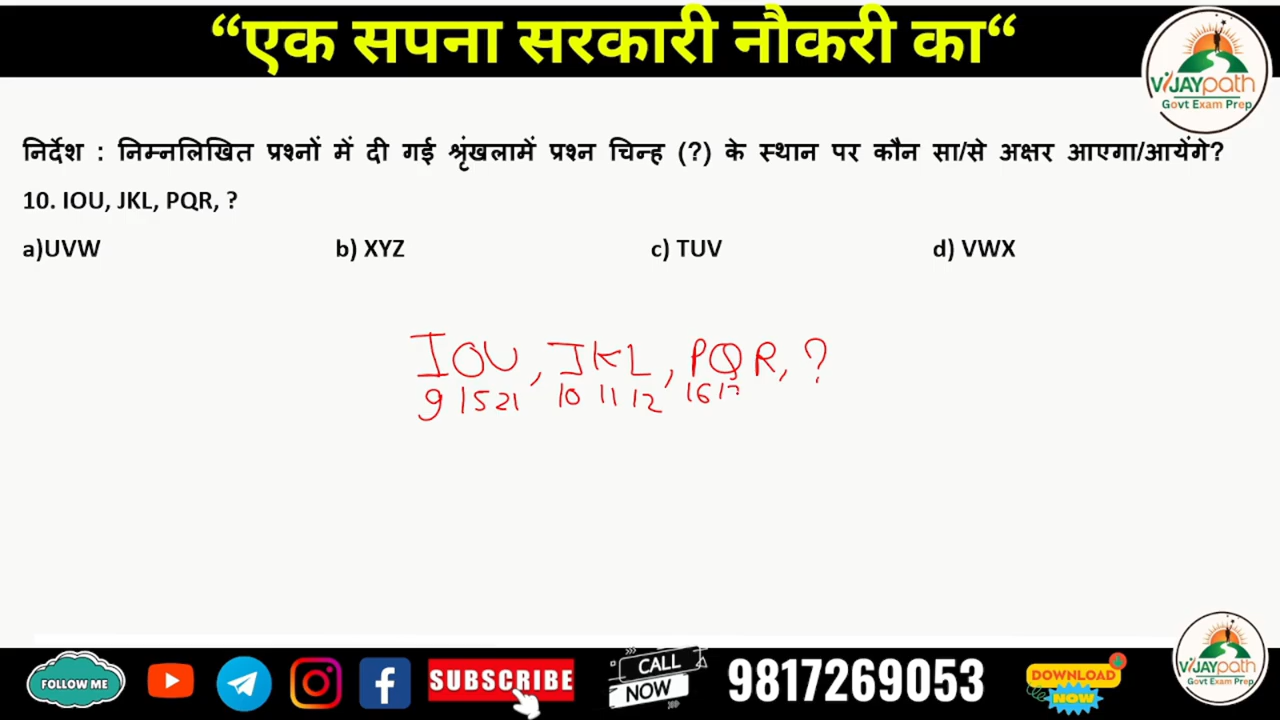 “एक सपना सरकारी नौकरी का“
ViJAYpath
Govt Exam Prep
निर्देश : निम्नलिखित प्रश्नों में दी गई श्रृंखलामें प्रश्न चिन्ह (?) के स्थान पर कौन सा/से अक्षर आएगा/आयेंगे?
10. IOU, JKL, PQR, ?
a)UVW b) XYZ c) TUV d) VWX
IOU, JKL, PQR, ?
9 15 21 10 11 12 16
ViJAYpath
Govt Exam Prep
FOLLOW ME
SUBSCRIBE
CALL
NOW
9817269053
DOWNLOAD
NOW